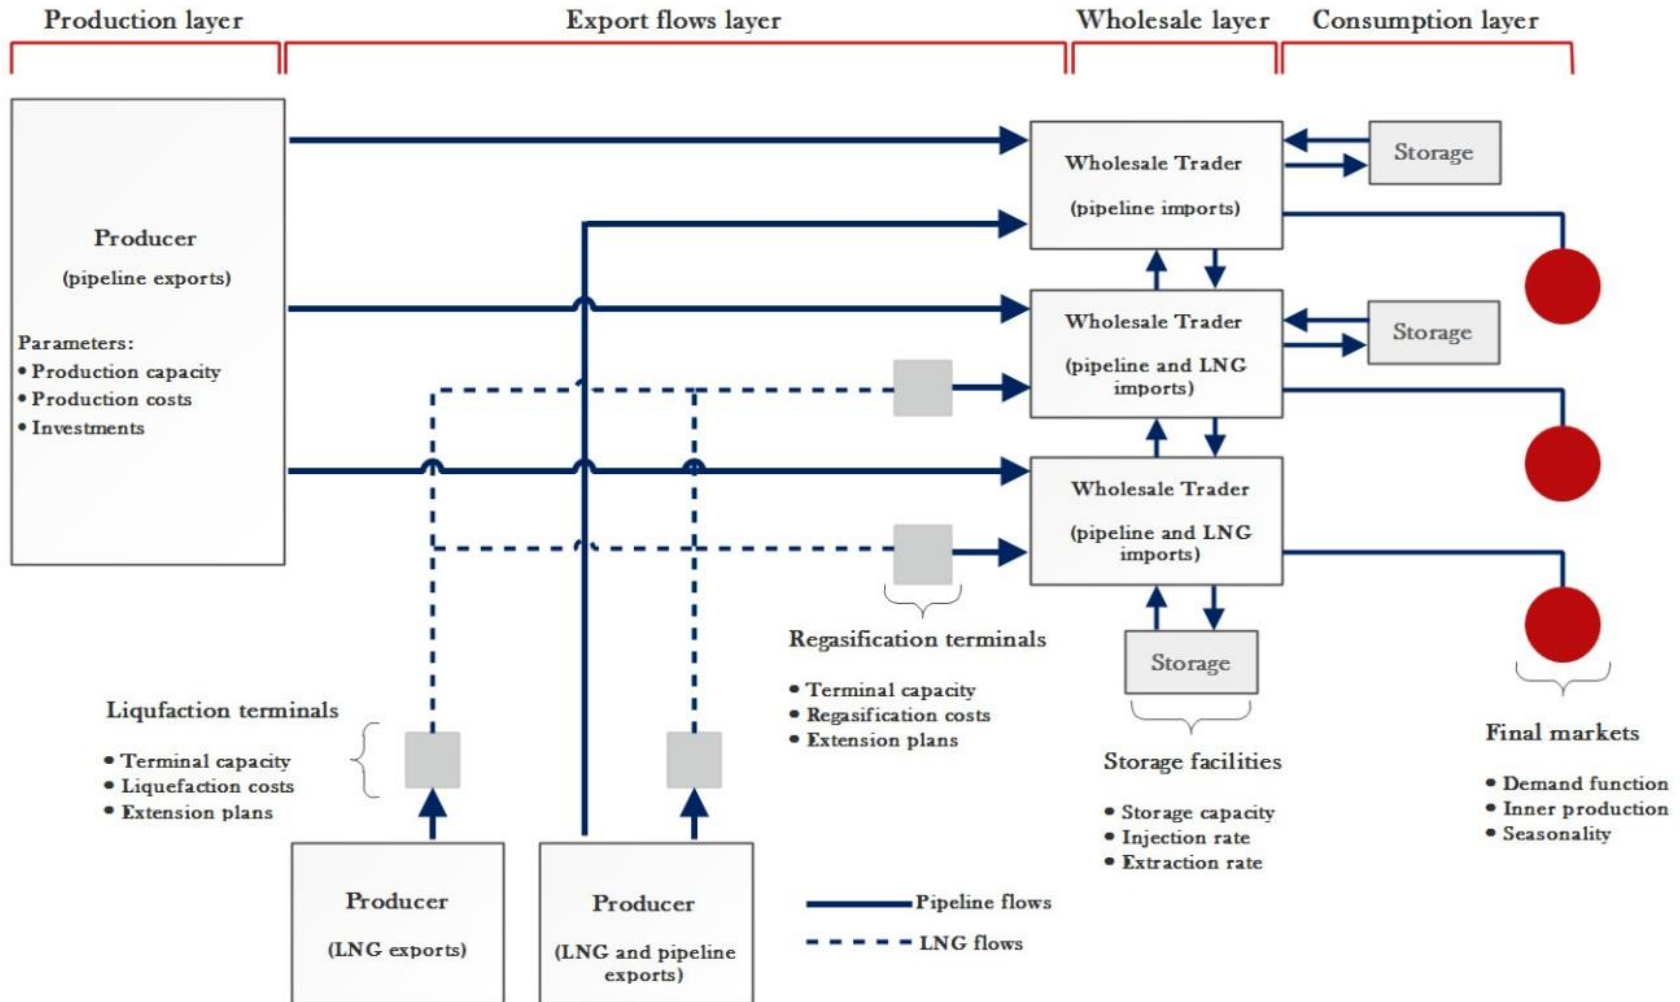 Production layer
Export flows layer
Wholesale layer
Consumption layer
Producer
(pipeline exports)
Parameters:
• Production capacity
• Production costs
• Investments
Wholesale Trader
(pipeline imports)
Storage
Wholesale Trader
(pipeline and LNG
imports)
Storage
Wholesale Trader
(pipeline and LNG
imports)
Storage
Regasification terminals
• Terminal capacity
• Regasification costs
• Extension plans
Liqufaction terminals
• Terminal capacity
• Liquefaction costs
• Extension plans
Storage facilities
• Storage capacity
• Injection rate
• Extraction rate
Final markets
• Demand function
• Inner production
• Seasonality
Producer
(LNG exports)
Producer
(LNG and pipeline
exports)
Pipeline flows
LNG flows